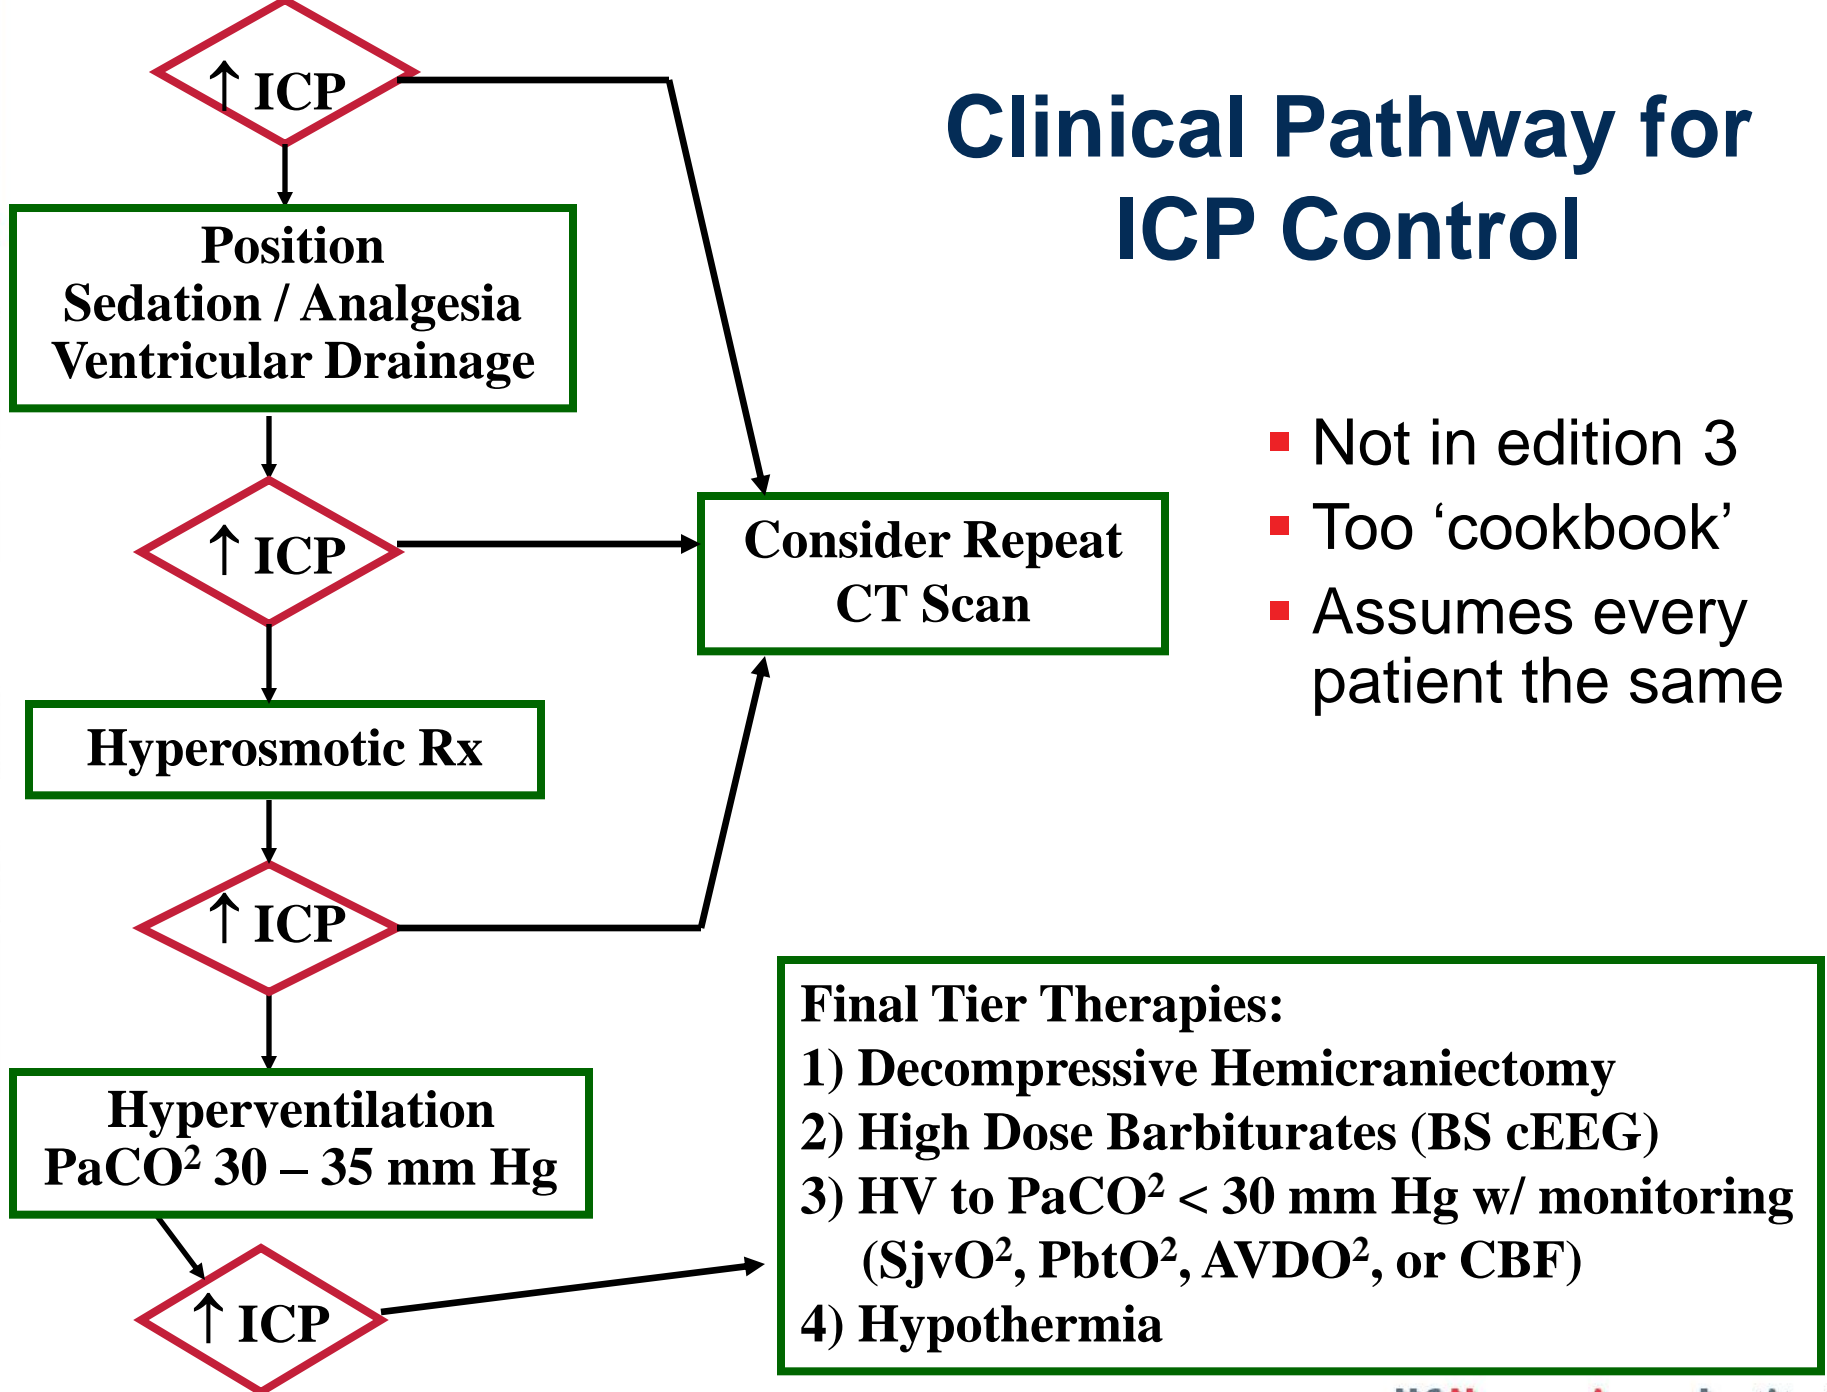 ↑ ICP
Clinical Pathway for
ICP Control
Position
Sedation / Analgesia
Ventricular Drainage
▪ Not in edition 3
▪ Too ‘cookbook’
▪ Assumes every
patient the same
↑ ICP
Consider Repeat
CT Scan
Hyperosmotic Rx
↑ ICP
Hyperventilation
PaCO² 30 – 35 mm Hg
↑ ICP
Final Tier Therapies:
1) Decompressive Hemicraniectomy
2) High Dose Barbiturates (BS cEEG)
3) HV to PaCO² < 30 mm Hg w/ monitoring
(SjvO², PbtO², AVDO², or CBF)
4) Hypothermia